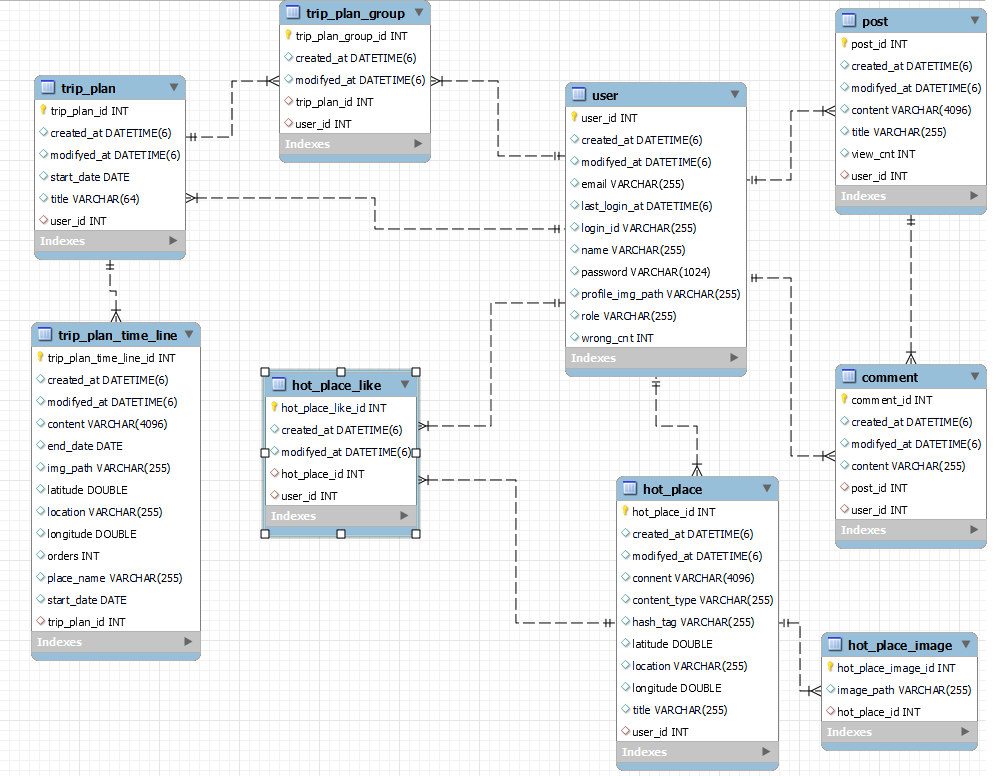 trip_plan_group
trip_plan_group_id INT
created_at DATETIME(6)
modifyed_at DATETIME(6)
trip_plan_id INT
user_id INT
Indexes
post
post_id INT
created_at DATETIME(6)
modifyed_at DATETIME(6)
content VARCHAR(4096)
title VARCHAR(255)
view_cnt INT
user_id INT
Indexes
trip_plan
trip_plan_id INT
created_at DATETIME(6)
modifyed_at DATETIME(6)
start_date DATE
title VARCHAR(64)
user_id INT
Indexes
user
user_id INT
created_at DATETIME(6)
modifyed_at DATETIME(6)
email VARCHAR(255)
last_login_at DATETIME(6)
login_id VARCHAR(255)
name VARCHAR(255)
password VARCHAR(1024)
profile_img_path VARCHAR(255)
role VARCHAR(255)
wrong_cnt INT
Indexes
trip_plan_time_line
trip_plan_time_line_id INT
created_at DATETIME(6)
modifyed_at DATETIME(6)
content VARCHAR(4096)
end_date DATE
img_path VARCHAR(255)
latitude DOUBLE
location VARCHAR(255)
longitude DOUBLE
orders INT
place_name VARCHAR(255)
start_date DATE
trip_plan_id INT
Indexes
hot_place_like
hot_place_like_id INT
created_at DATETIME(6)
modifyed_at DATETIME(6)
hot_place_id INT
user_id INT
Indexes
comment
comment_id INT
created_at DATETIME(6)
modifyed_at DATETIME(6)
content VARCHAR(255)
post_id INT
user_id INT
Indexes
hot_place
hot_place_id INT
created_at DATETIME(6)
modifyed_at DATETIME(6)
connent VARCHAR(4096)
content_type VARCHAR(255)
hash_tag VARCHAR(255)
latitude DOUBLE
location VARCHAR(255)
longitude DOUBLE
title VARCHAR(255)
user_id INT
Indexes
hot_place_image
hot_place_image_id INT
image_path VARCHAR(255)
hot_place_id INT
Indexes